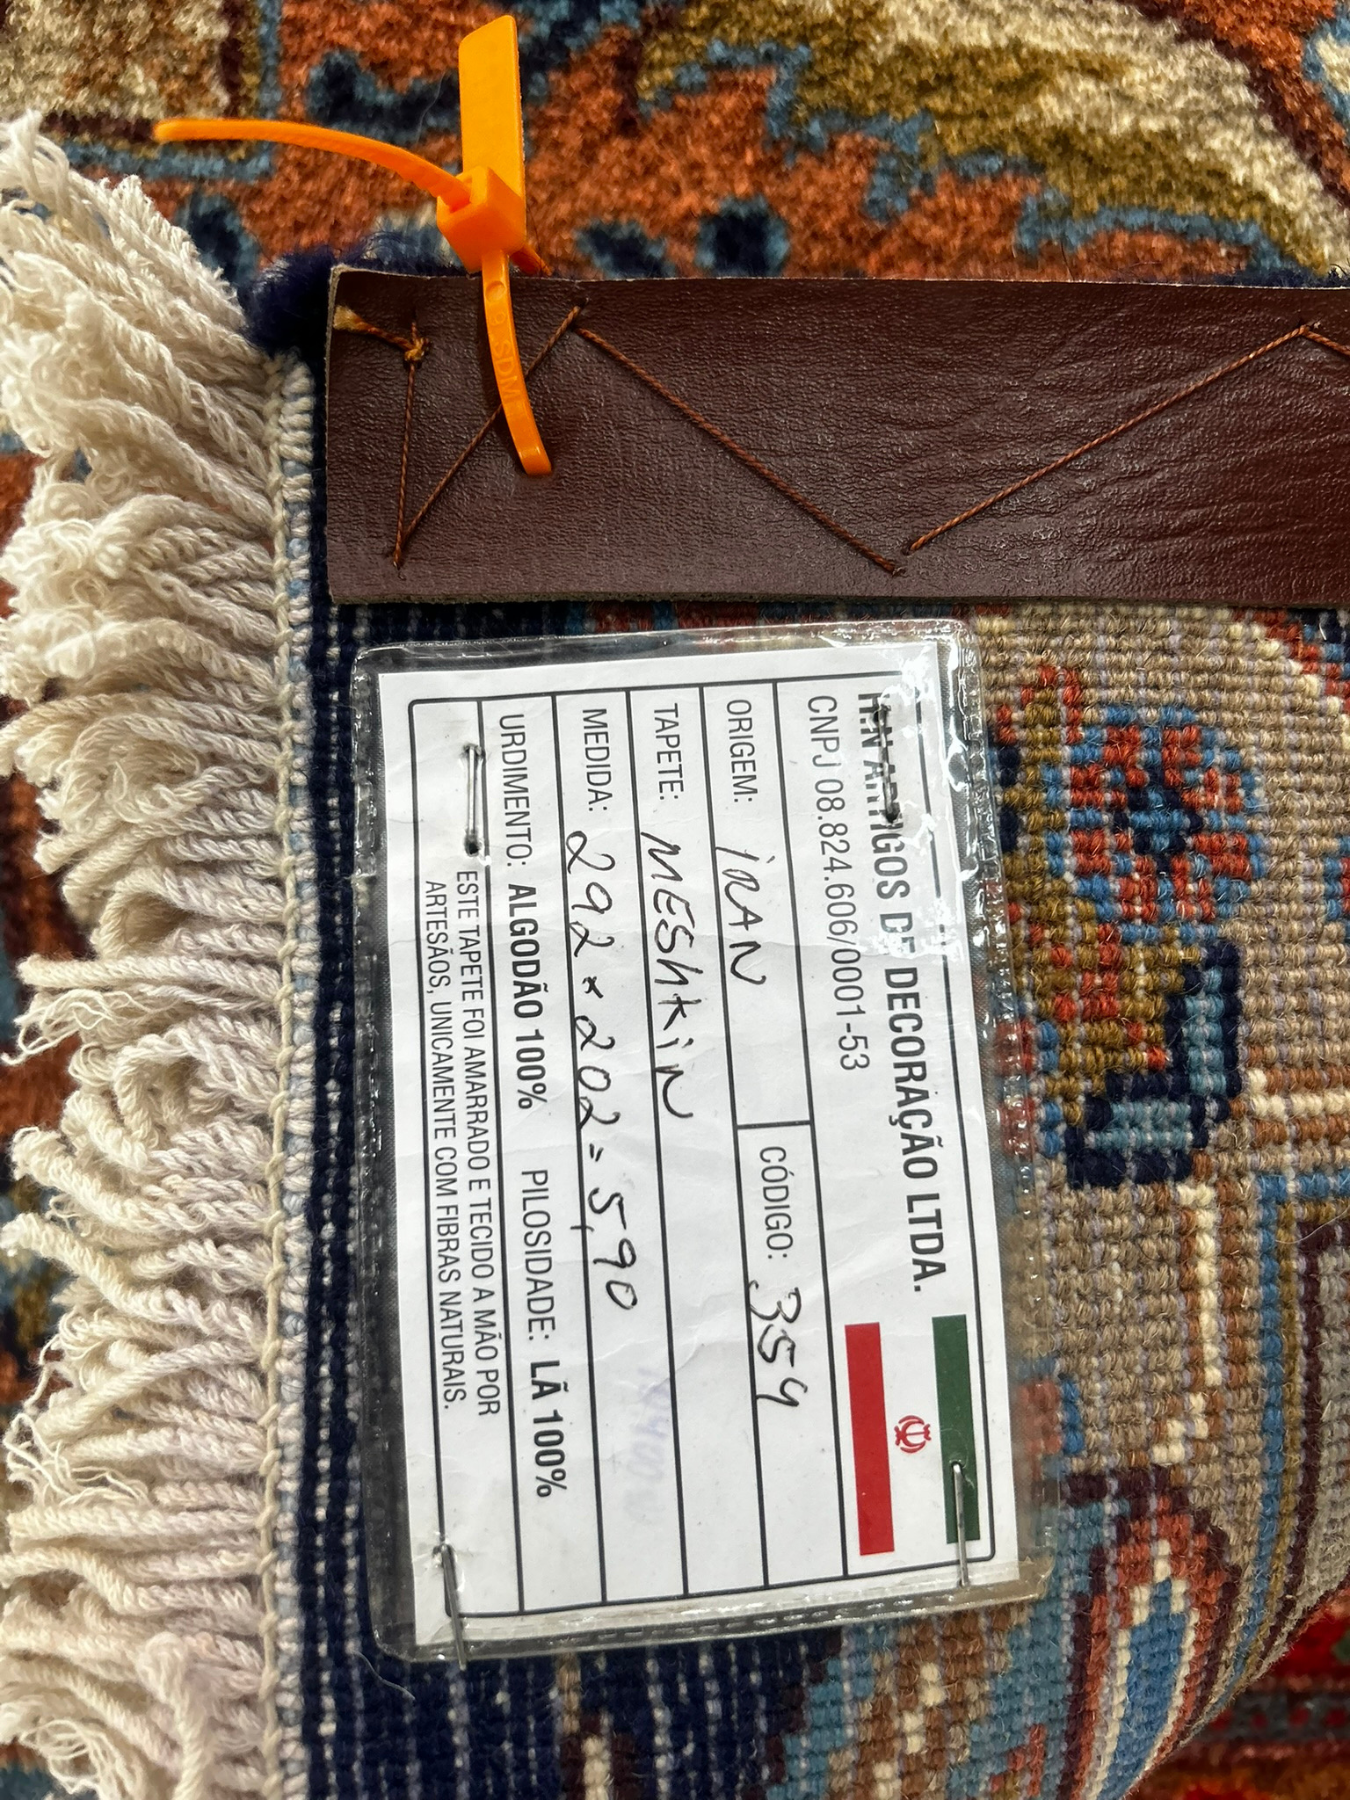 ARTIGOS DE DECORAÇÃO LTDA.
CNPJ 08.824.606/0001-53
ORIGEM: iRAN CÓDIGO: 359
TAPETE: MESHKiN
MEDIDA: 292 x 202 = 5,90
URDIMENTO: ALGODÃO 100% PILOSIDADE: LÃ 100%
ESTE TAPETE FOI AMARRADO E TECIDO A MÃO POR
ARTESÃOS, UNICAMENTE COM FIBRAS NATURAIS.